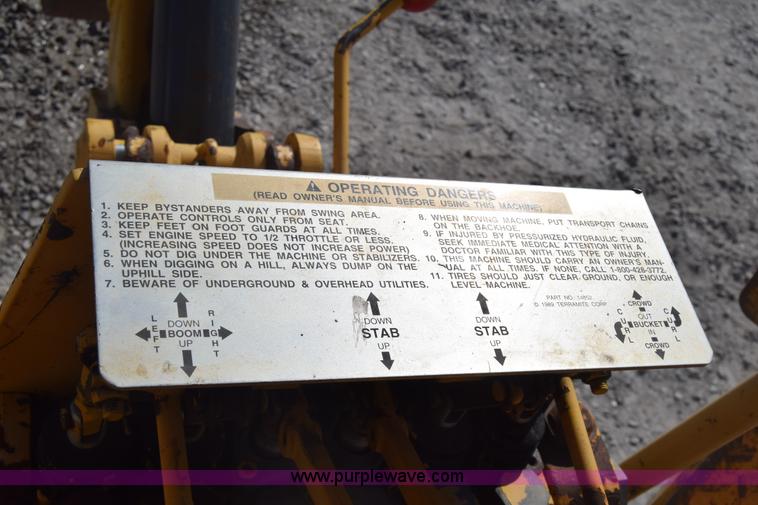 ⚠ OPERATING DANGERS
(READ OWNER'S MANUAL BEFORE USING THIS MACHINE)
1. KEEP BYSTANDERS AWAY FROM SWING AREA.
2. OPERATE CONTROLS ONLY FROM SEAT.
3. KEEP FEET ON FOOT GUARDS AT ALL TIMES.
4. SET ENGINE SPEED TO 1/2 THROTTLE OR LESS.
(INCREASING SPEED DOES NOT INCREASE POWER)
5. DO NOT DIG UNDER THE MACHINE OR STABILIZERS.
6. WHEN DIGGING ON A HILL, ALWAYS DUMP ON THE
UPHILL SIDE.
7. BEWARE OF UNDERGROUND & OVERHEAD UTILITIES.
8. WHEN MOVING MACHINE, PUT TRANSPORT CHAINS
ON THE BACKHOE.
9. IF INJURED BY PRESSURIZED HYDRAULIC FLUID,
SEEK IMMEDIATE MEDICAL ATTENTION WITH A
DOCTOR FAMILIAR WITH THIS TYPE OF INJURY.
10. THIS MACHINE SHOULD CARRY AN OWNER'S MAN-
UAL AT ALL TIMES. IF NONE, CALL 1-800-428-3772.
11. TIRES SHOULD JUST CLEAR GROUND, OR ENOUGH
LEVEL MACHINE.
PART NO. 14852
© 1989 TERRAMITE CORP.
LEFT
DOWN
BOOM
UP
RIGHT
DOWN
STAB
UP
DOWN
STAB
UP
CROWD
OUT
CURL
BUCKET
CURL
IN
CROWD
www.purplewave.com